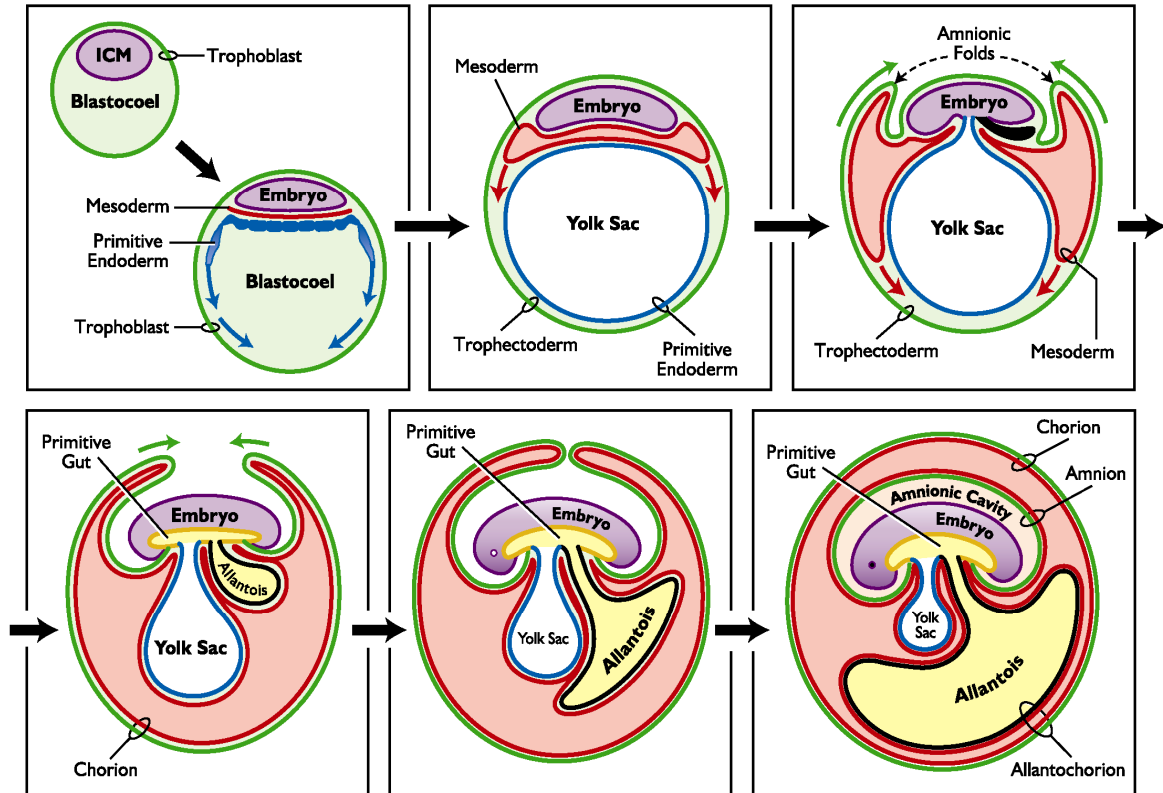 ICM
Trophoblast
Blastocoel
Embryo
Mesoderm
Primitive
Endoderm
Blastocoel
Trophoblast
Mesoderm
Embryo
Yolk Sac
Trophectoderm
Primitive
Endoderm
Amnionic
Folds
Embryo
Yolk Sac
Trophectoderm
Mesoderm
Primitive
Gut
Embryo
Allantois
Yolk Sac
Chorion
Primitive
Gut
Embryo
Yolk Sac
Allantois
Chorion
Primitive
Gut
Amnion
Amnionic Cavity
Embryo
Yolk
Sac
Allantois
Allantochorion